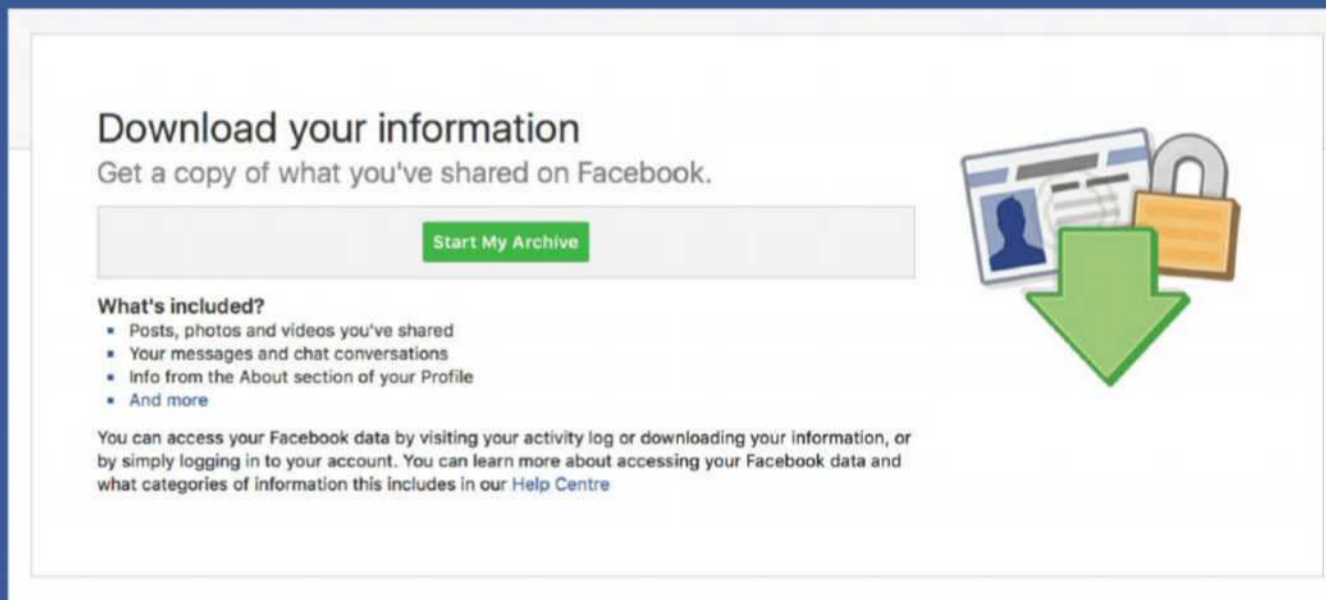 Download your information
Get a copy of what you've shared on Facebook.
Start My Archive
What's included?
Posts, photos and videos you've shared
Your messages and chat conversations
Info from the About section of your Profile
And more
You can access your Facebook data by visiting your activity log or downloading your information, or
by simply logging in to your account. You can learn more about accessing your Facebook data and
what categories of information this includes in our Help Centre